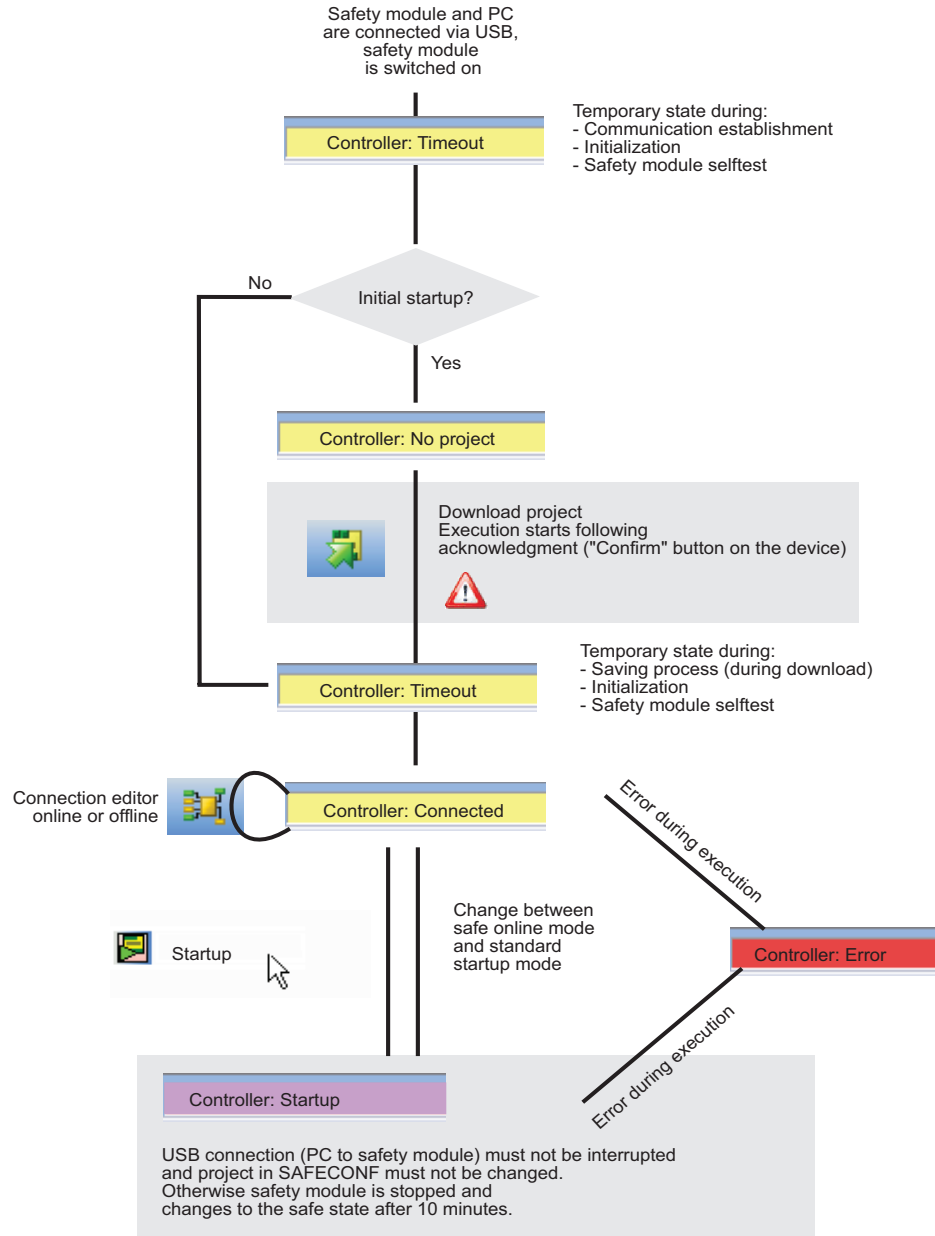 Safety module and PC
are connected via USB,
safety module
is switched on
Controller: Timeout
Temporary state during:
- Communication establishment
- Initialization
- Safety module selftest
No
Initial startup?
Yes
Controller: No project
Download project
Execution starts following
acknowledgment ("Confirm" button on the device)
Temporary state during:
- Saving process (during download)
- Initialization
- Safety module selftest
Controller: Timeout
Connection editor
online or offline
Controller: Connected
Error during execution
Change between
safe online mode
and standard
startup mode
Startup
Controller: Error
Error during execution
Controller: Startup
USB connection (PC to safety module) must not be interrupted
and project in SAFECONF must not be changed.
Otherwise safety module is stopped and
changes to the safe state after 10 minutes.